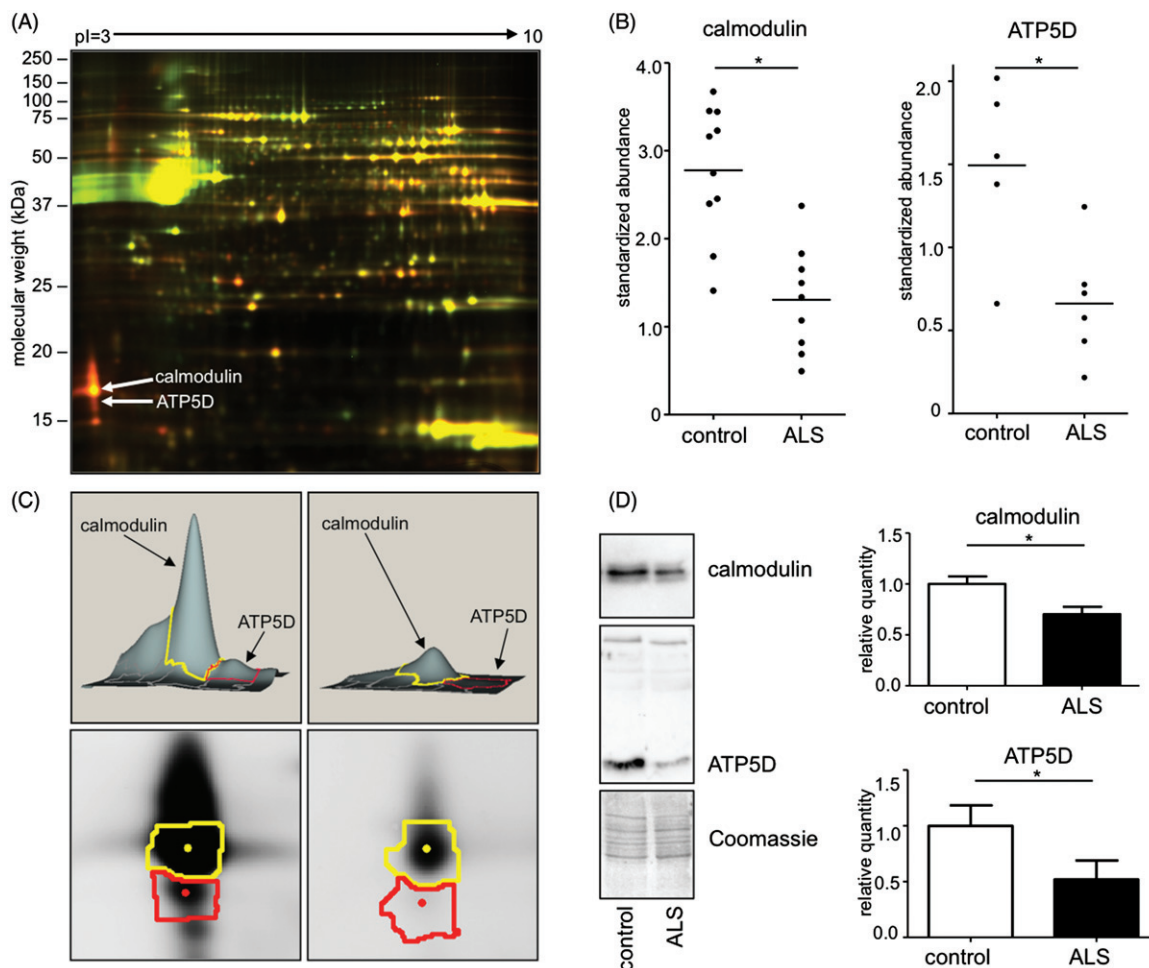 (A)
pI=3
10
molecular weight (kDa)
250
150
100
75
50
37
25
20
15
calmodulin
ATP5D
(B)
calmodulin
ATP5D
*
*
standardized abundance
4.0
3.0
2.0
1.0
0
control
ALS
standardized abundance
2.0
1.5
1.0
0.5
0
control
ALS
(C)
calmodulin
ATP5D
calmodulin
ATP5D
(D)
calmodulin
ATP5D
Coomassie
control
ALS
calmodulin
*
relative quantity
1.5
1.0
0.5
0.0
control
ALS
ATP5D
*
relative quantity
1.5
1.0
0.5
0.0
control
ALS